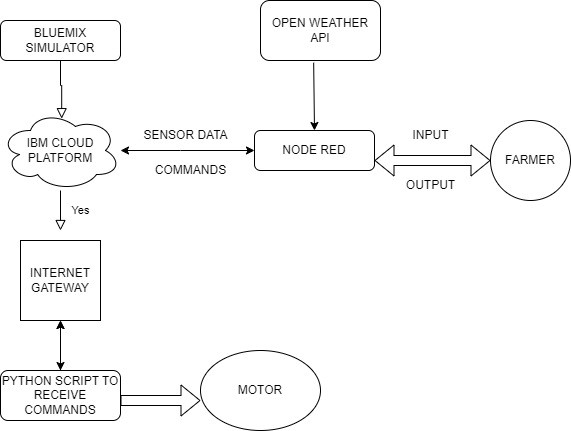 BLUEMIX
SIMULATOR
OPEN WEATHER
API
IBM CLOUD
PLATFORM
SENSOR DATA
COMMANDS
NODE RED
INPUT
OUTPUT
FARMER
Yes
INTERNET
GATEWAY
PYTHON SCRIPT TO
RECEIVE
COMMANDS
MOTOR